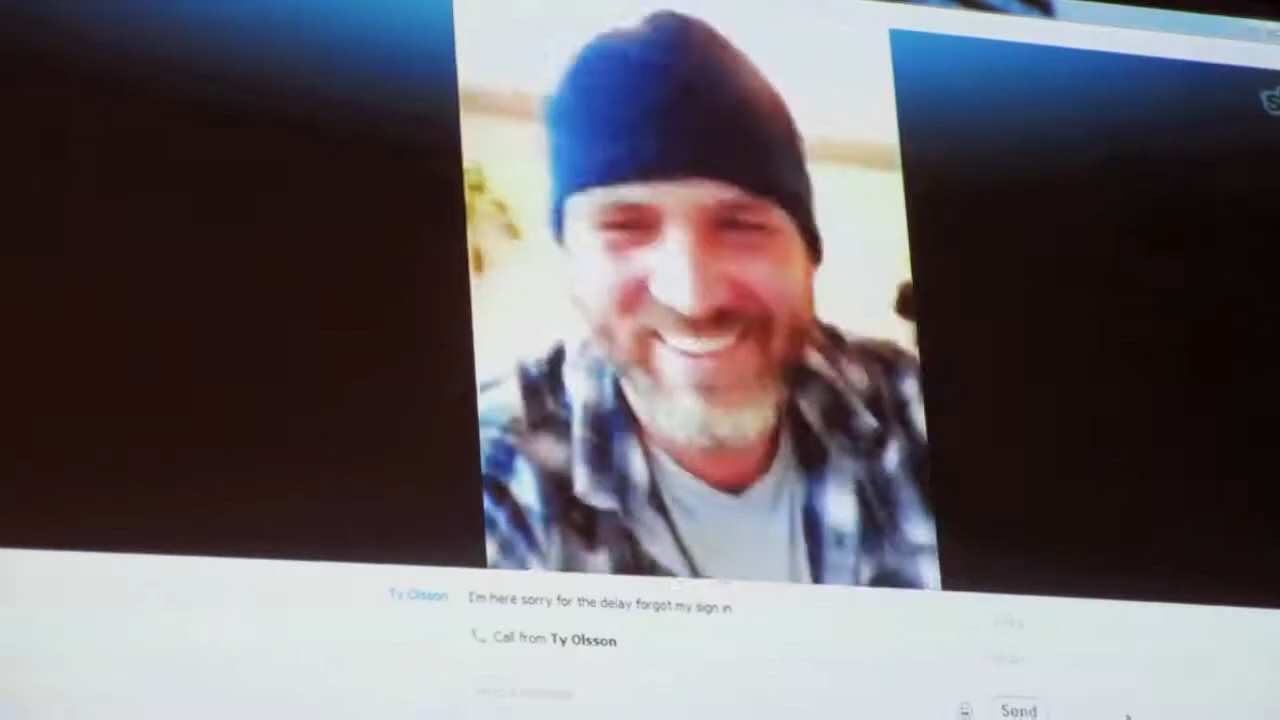 Ty Olsson I'm here sorry for the delay forgot my sign in
Call from Ty Olsson
Send